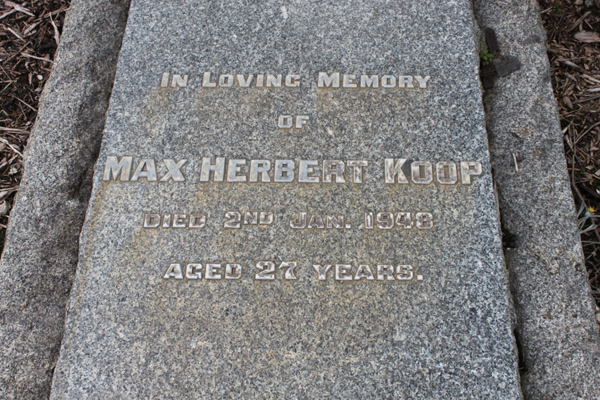 IN LOVING MEMORY
OF
MAX HERBERT KOOP
DIED 2ND JAN. 1948
AGED 27 YEARS.